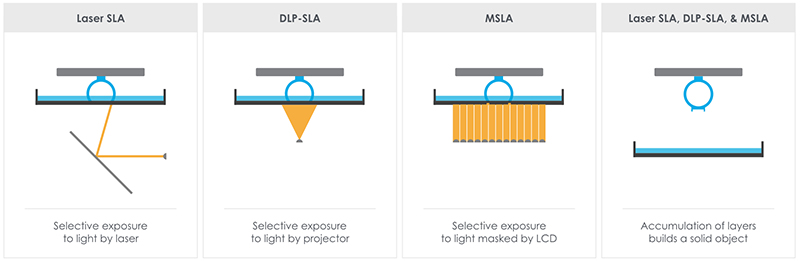 Laser SLA
Selective exposure
to light by laser
DLP-SLA
Selective exposure
to light by projector
MSLA
Selective exposure
to light masked by LCD
Laser SLA, DLP-SLA, & MSLA
Accumulation of layers
builds a solid object